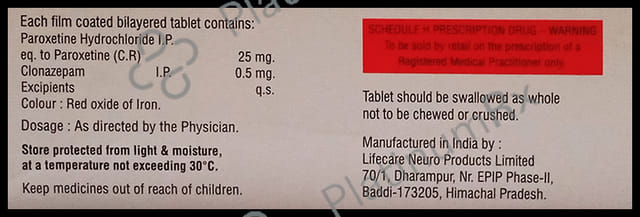 Each film coated bilayered tablet contains:
Paroxetine Hydrochloride I.P.
eq. to Paroxetine (C.R) 25 mg.
Clonazepam I.P. 0.5 mg.
Excipients q.s.
Colour : Red oxide of Iron.
Dosage : As directed by the Physician.
Store protected from light & moisture,
at a temperature not exceeding 30°C.
Keep medicines out of reach of children.
SCHEDULE H PRESCRIPTION DRUG – WARNING
To be sold by retail on the prescription of a
Registered Medical Practitioner only.
Tablet should be swallowed as whole
not to be chewed or crushed.
Manufactured in India by :
Lifecare Neuro Products Limited
70/1, Dharampur, Nr. EPIP Phase-II,
Baddi-173205, Himachal Pradesh.
PlatinumRx